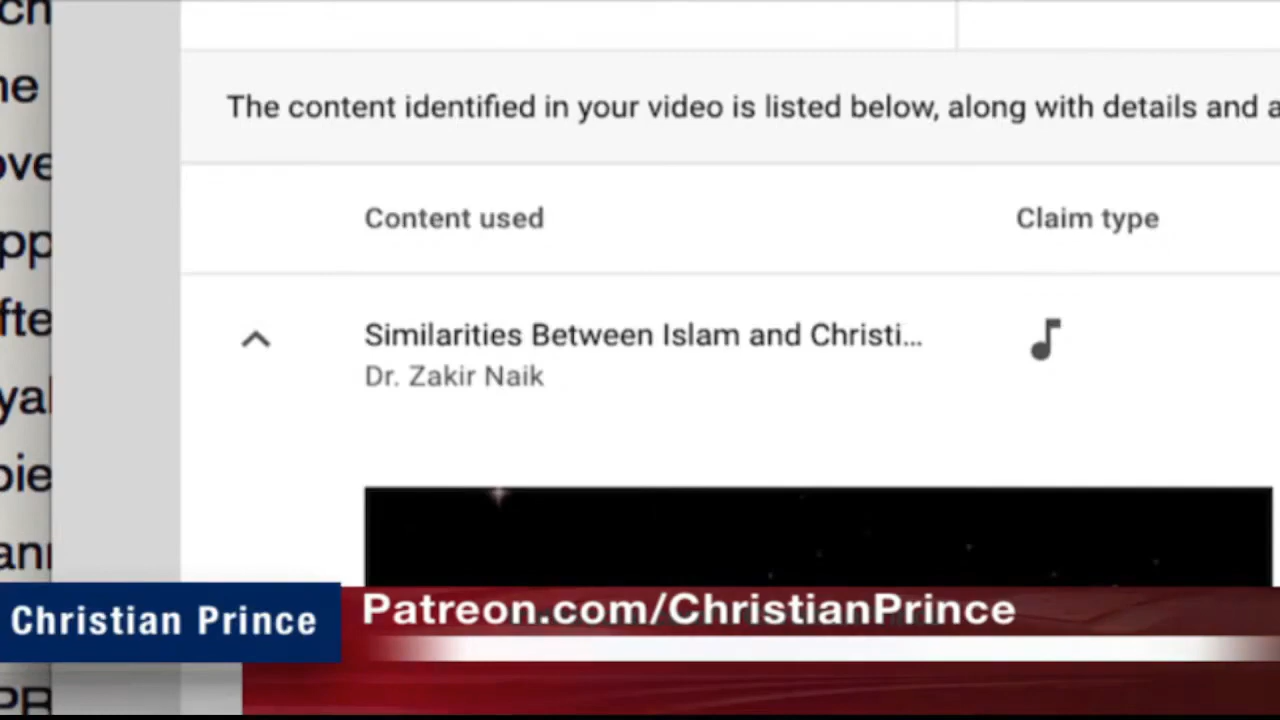 The content identified in your video is listed below, along with details and
Content used
Claim type
Similarities Between Islam and Christi...
Dr. Zakir Naik
Christian Prince
Patreon.com/ChristianPrince